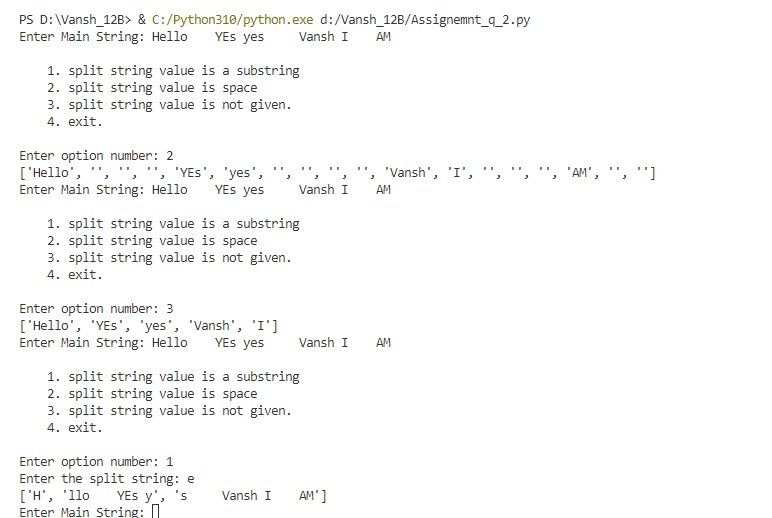 PS D:\Vansh_12B> & C:/Python310/python.exe d:/Vansh_12B/Assignemnt_q_2.py
Enter Main String: Hello    YEs yes     Vansh I    AM
1. split string value is a substring
2. split string value is space
3. split string value is not given.
4. exit.
Enter option number: 2
['Hello', '', '', '', 'YEs', 'yes', '', '', '', '', 'Vansh', 'I', '', '', '', 'AM', '', '']
Enter Main String: Hello    YEs yes     Vansh I    AM
1. split string value is a substring
2. split string value is space
3. split string value is not given.
4. exit.
Enter option number: 3
['Hello', 'YEs', 'yes', 'Vansh', 'I']
Enter Main String: Hello    YEs yes     Vansh I    AM
1. split string value is a substring
2. split string value is space
3. split string value is not given.
4. exit.
Enter option number: 1
Enter the split string: e
['H', 'llo    YEs y', 's     Vansh I    AM']
Enter Main String: